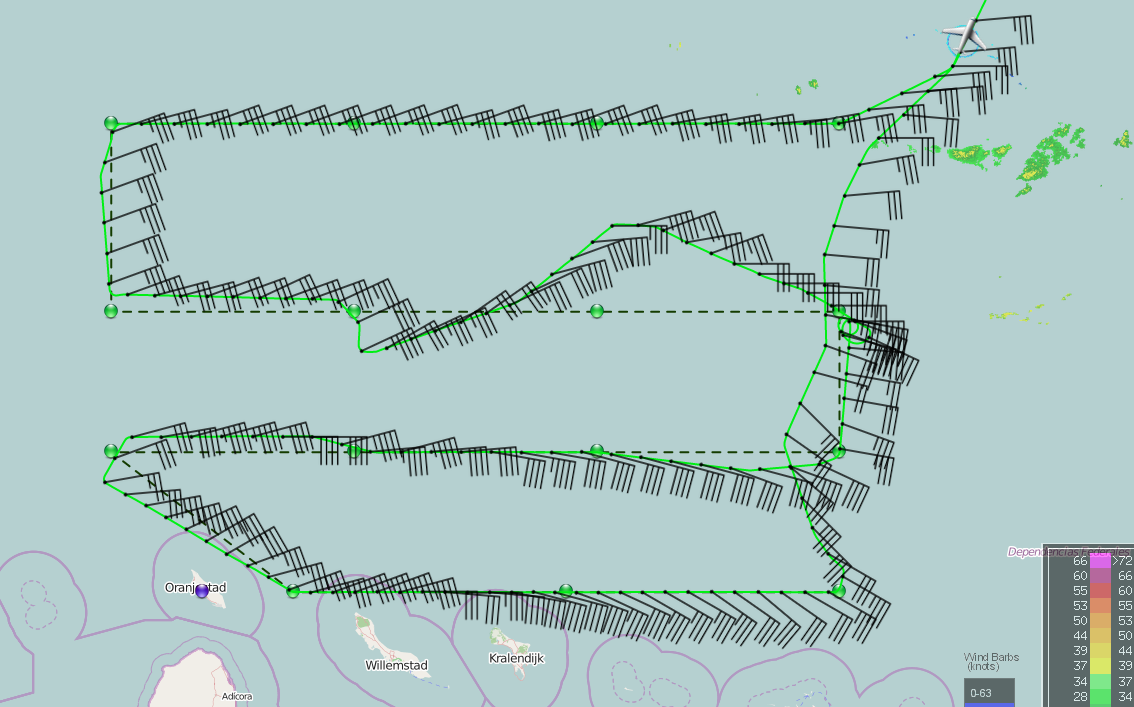 Oranjestad
Willemstad
Kralendijk
Adicora
Dependencias Federales
Wind Barbs
(knots)
0-63
66 >72
60 66
55 60
53 55
50 53
44 50
39 44
37 39
34 37
28 34